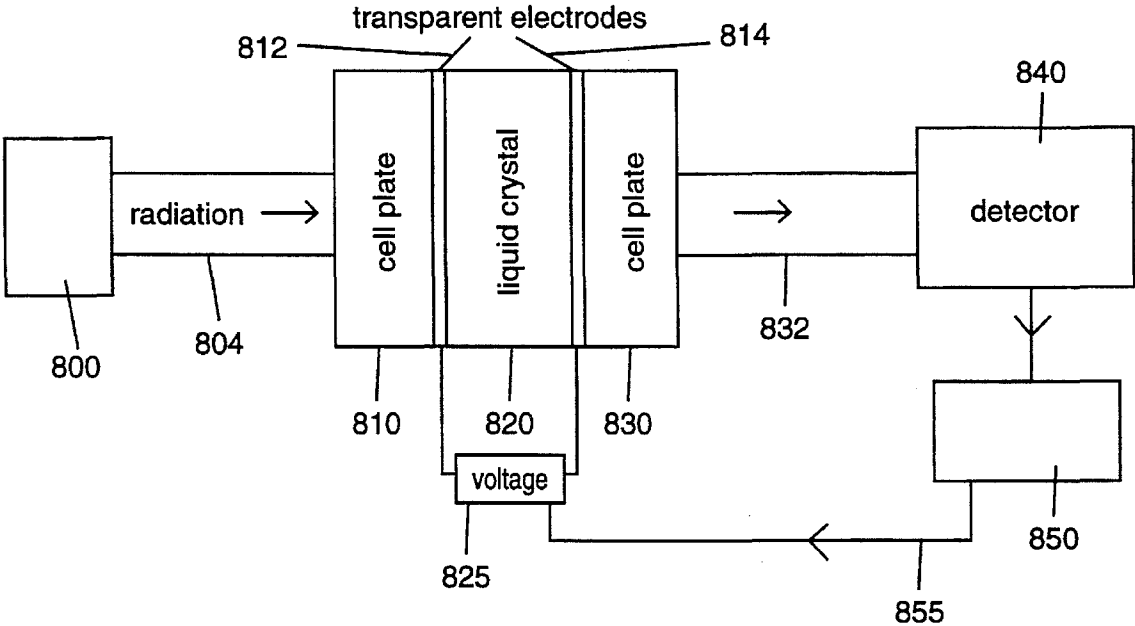 transparent electrodes
812
814
840
radiation
cell plate
liquid crystal
cell plate
detector
800
804
832
810
820
830
voltage
825
850
855